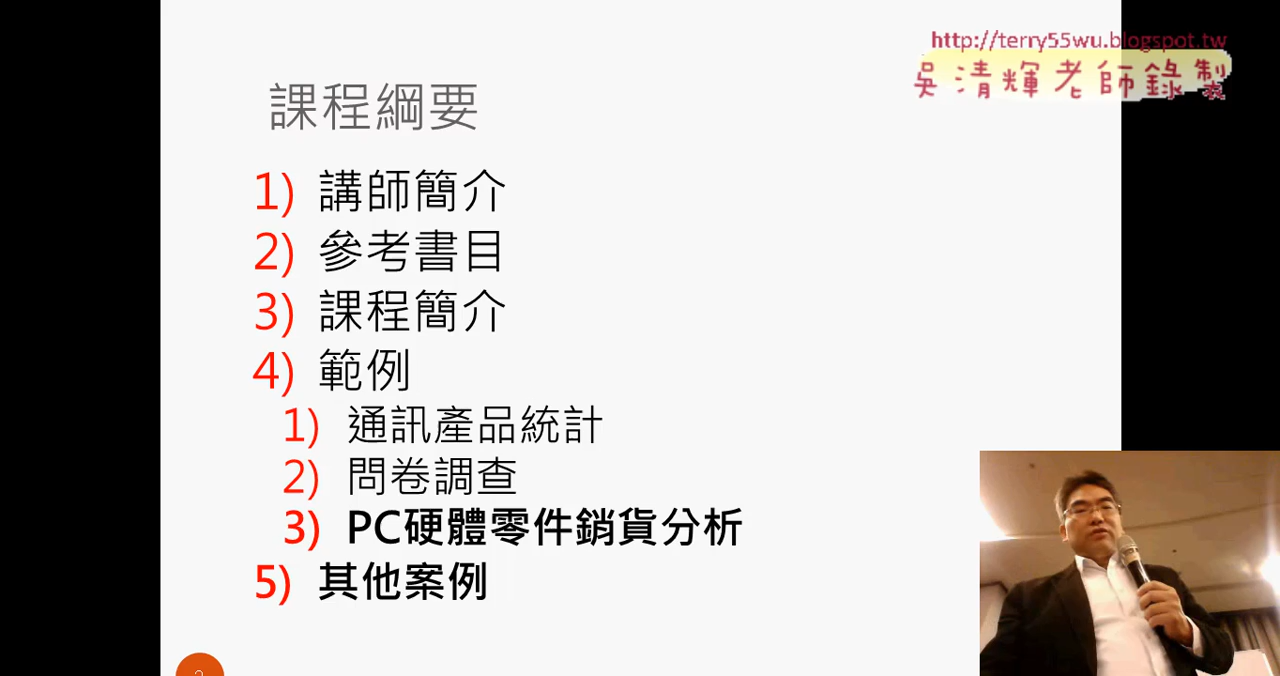 http://terry55wu.blogspot.tw
吳清輝老師錄製
課程綱要
1) 講師簡介
2) 參考書目
3) 課程簡介
4) 範例
1) 通訊產品統計
2) 問卷調查
3) PC硬體零件銷貨分析
5) 其他案例